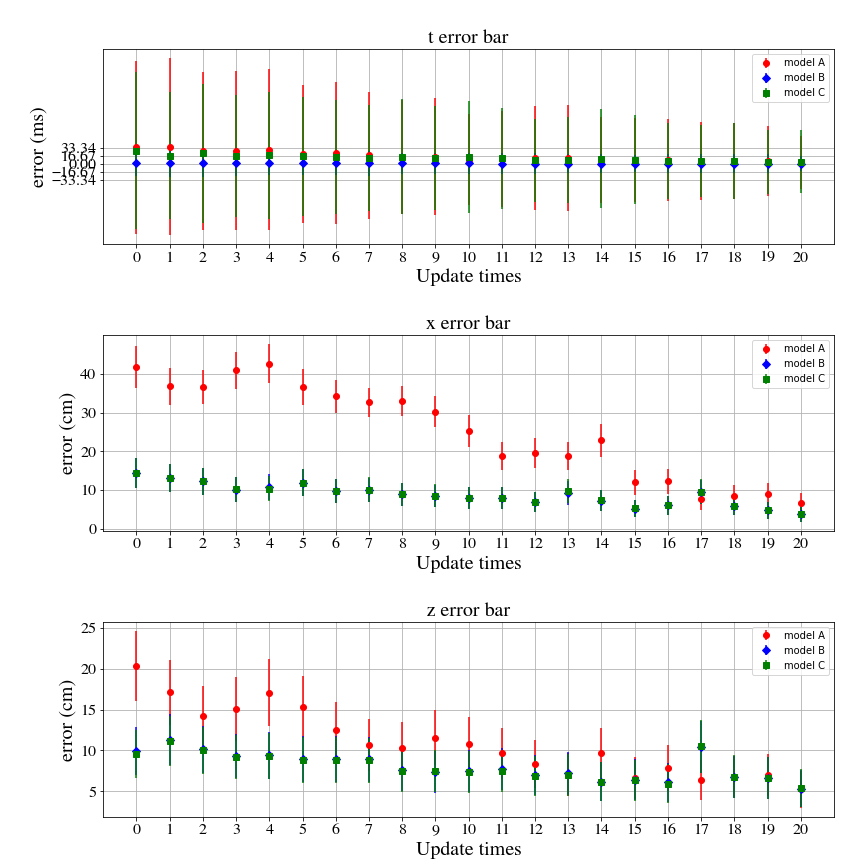 t error bar
error (ms)
33.34
16.67
0.00
−16.67
−33.34
model A
model B
model C
0 1 2 3 4 5 6 7 8 9 10 11 12 13 14 15 16 17 18 19 20
Update times
x error bar
error (cm)
40
30
20
10
0
model A
model B
model C
0 1 2 3 4 5 6 7 8 9 10 11 12 13 14 15 16 17 18 19 20
Update times
z error bar
error (cm)
25
20
15
10
5
model A
model B
model C
0 1 2 3 4 5 6 7 8 9 10 11 12 13 14 15 16 17 18 19 20
Update times